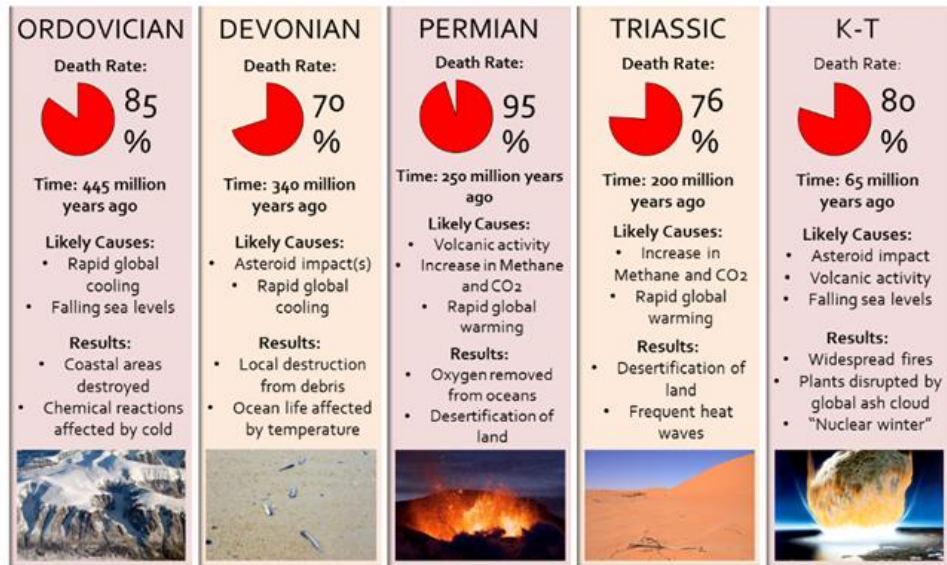 ORDOVICIAN
Death Rate:
85
%
Time: 445 million
years ago
Likely Causes:
• Rapid global
cooling
• Falling sea levels
Results:
• Coastal areas
destroyed
• Chemical reactions
affected by cold
DEVONIAN
Death Rate:
70
%
Time: 340 million
years ago
Likely Causes:
• Asteroid impact(s)
• Rapid global
cooling
Results:
• Local destruction
from debris
• Ocean life affected
by temperature
PERMIAN
Death Rate:
95
%
Time: 250 million years
ago
Likely Causes:
• Volcanic activity
• Increase in Methane
and CO2
• Rapid global
warming
Results:
• Oxygen removed
from oceans
• Desertification of
land
TRIASSIC
Death Rate:
76
%
Time: 200 million
years ago
Likely Causes:
• Increase in
Methane and CO2
• Rapid global
warming
Results:
• Desertification of
land
• Frequent heat
waves
K-T
Death Rate:
80
%
Time: 65 million
years ago
Likely Causes:
• Asteroid impact
• Volcanic activity
• Falling sea levels
Results:
• Widespread fires
• Plants disrupted by
global ash cloud
• "Nuclear winter"